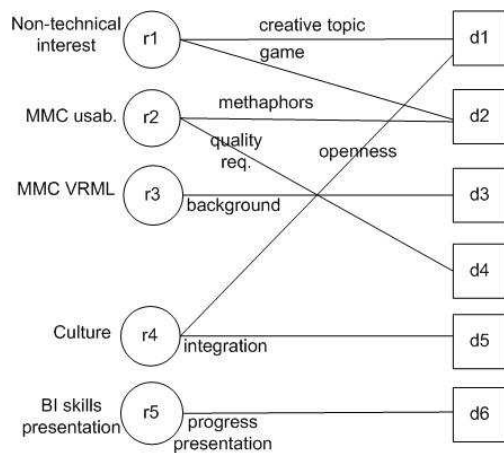 Non-technical
interest
r1
creative topic
game
d1
MMC usab.
r2
methaphors
quality
req.
openness
d2
MMC VRML
r3
background
d3
d4
Culture
r4
integration
d5
BI skills
presentation
r5
progress
presentation
d6